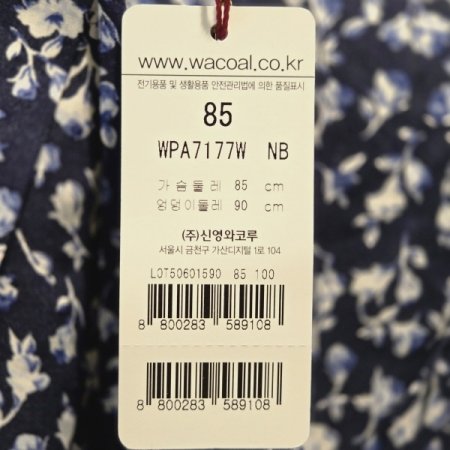 www.wacoal.co.kr
전기용품 및 생활용품 안전관리법에 의한 품질표시
85
WPA7177W NB
가슴둘레 85 cm
엉덩이둘레 90 cm
(주)신영와코루
서울시 금천구 가산디지털 1로 104
LOT50601590 85 100
8 800283 589108
8 800283 589108